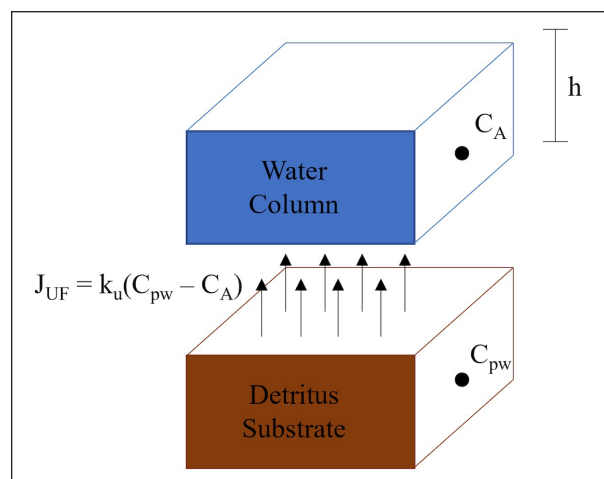 h
C_A
Water
Column
J_UF = k_u(C_pw – C_A)
C_pw
Detritus
Substrate